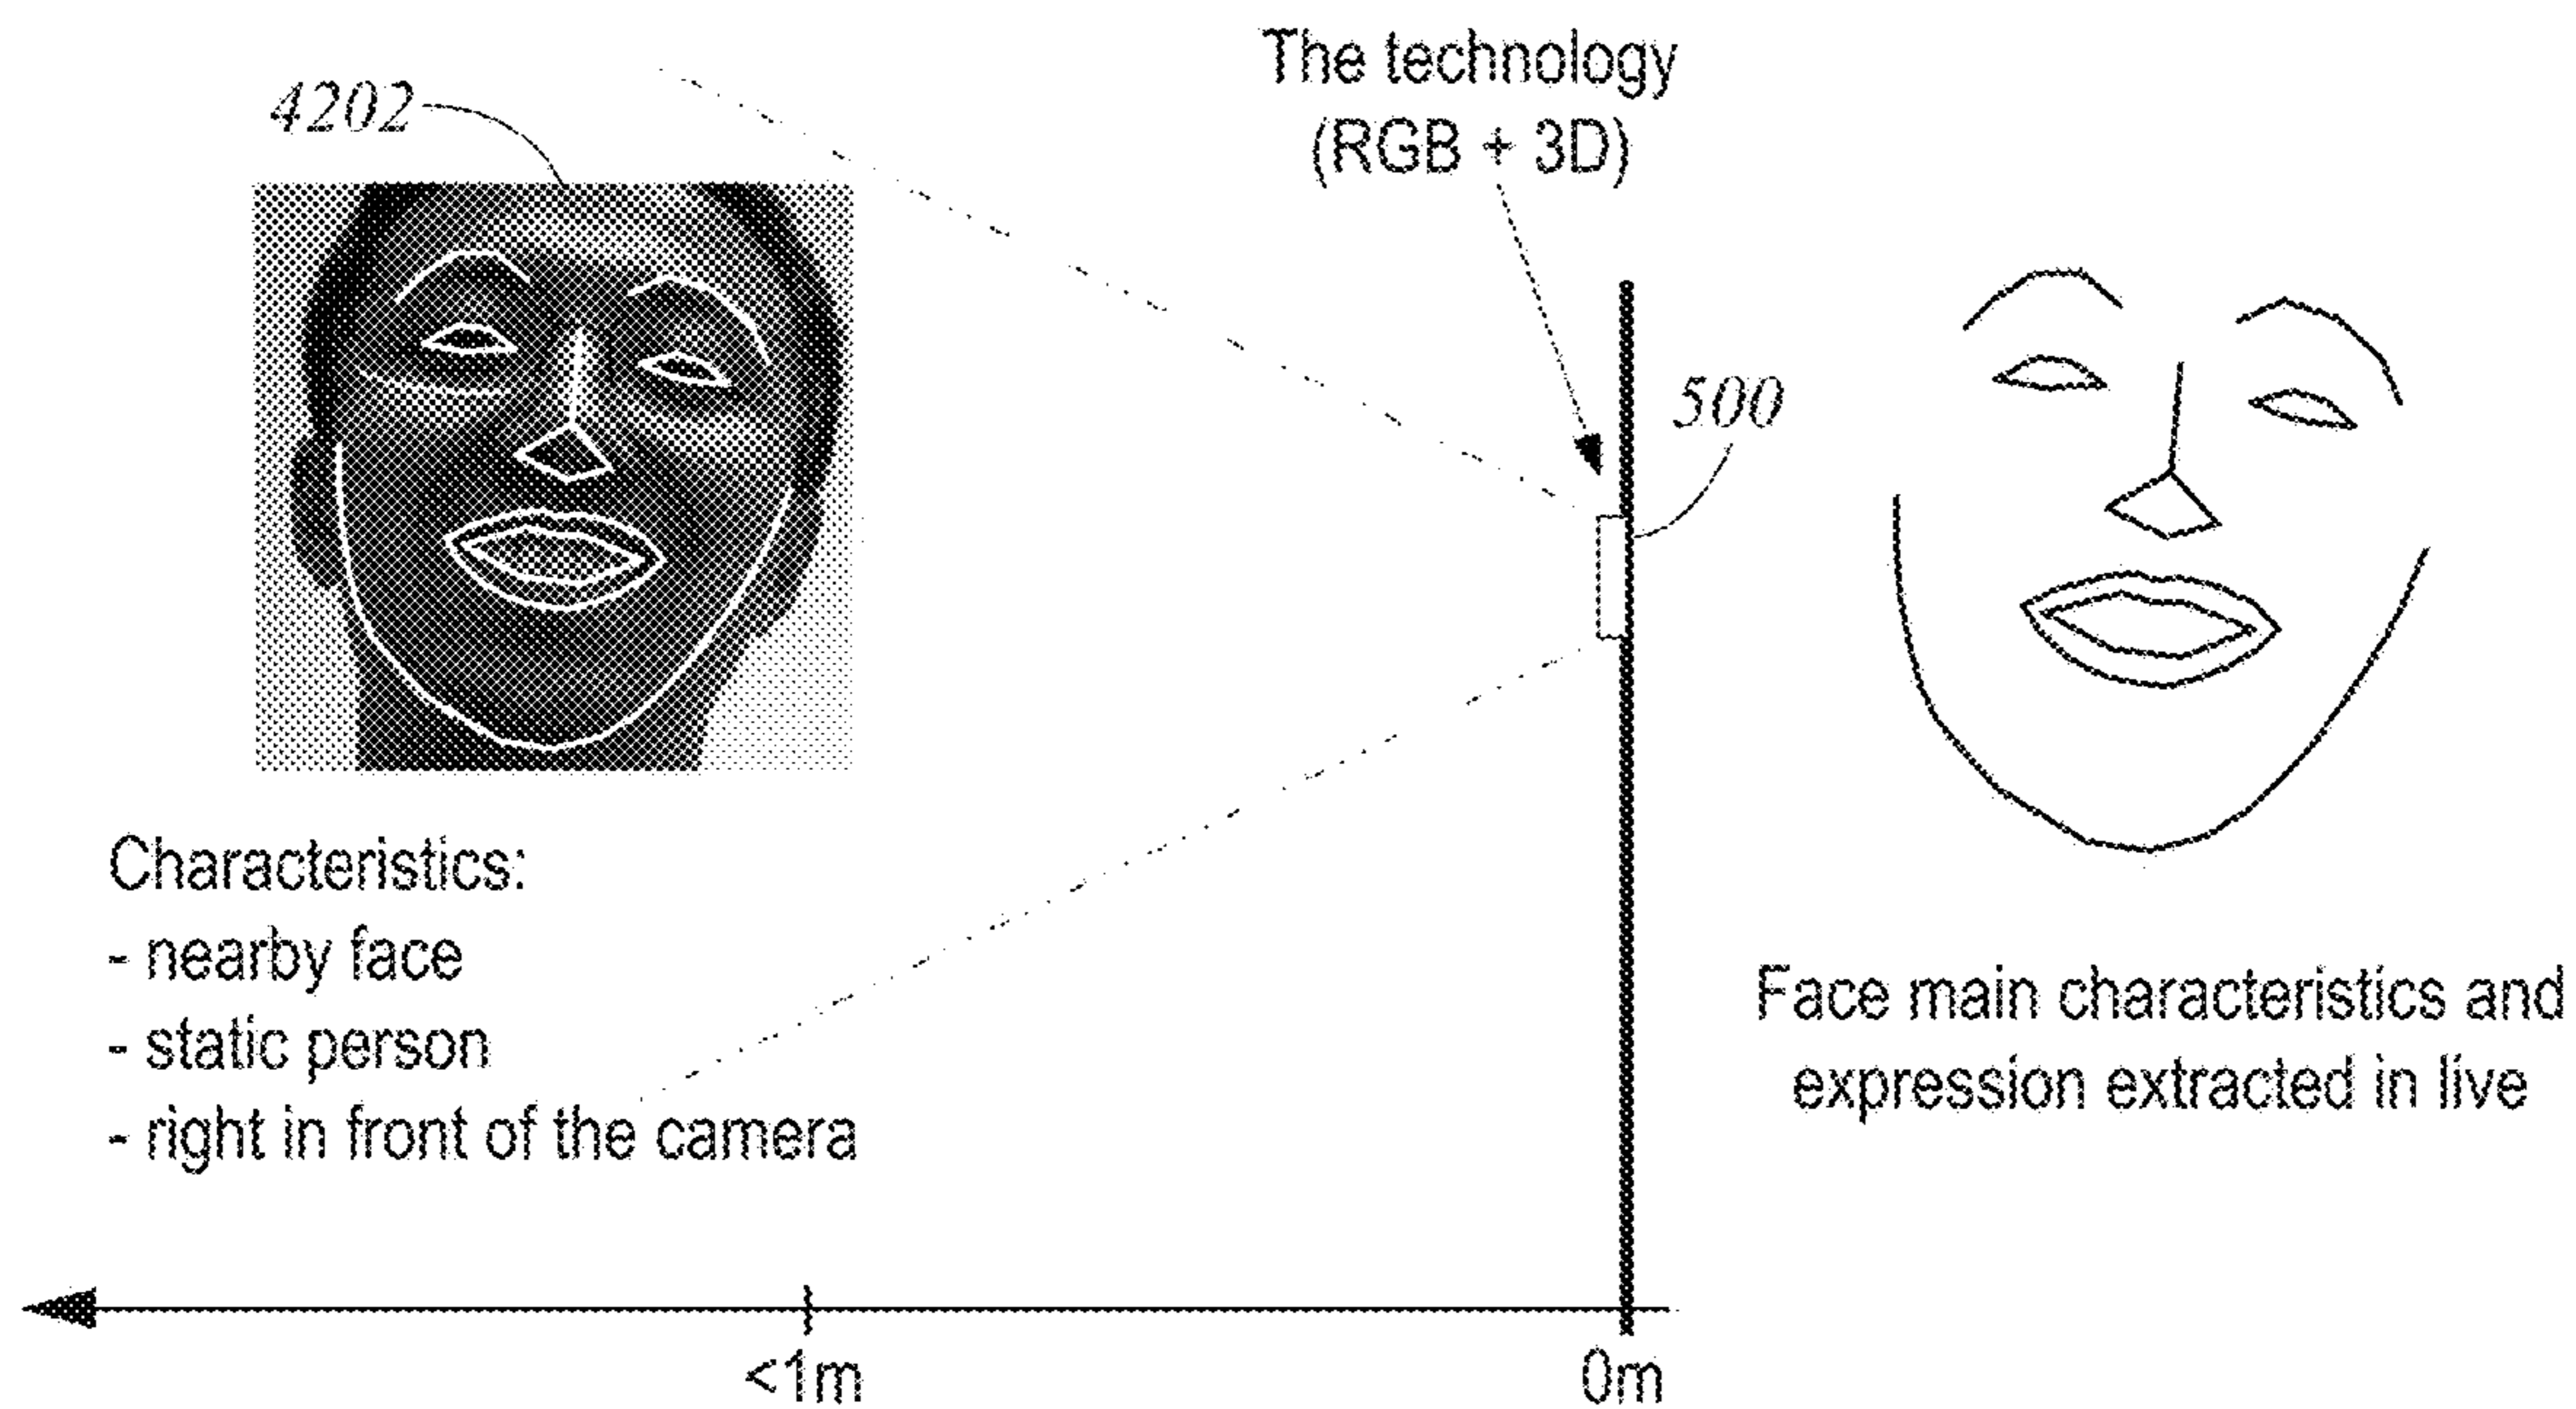 The technology
(RGB + 3D)
4202
500
Characteristics:
- nearby face
- static person
- right in front of the camera
Face main characteristics and
expression extracted in live
<1m
0m